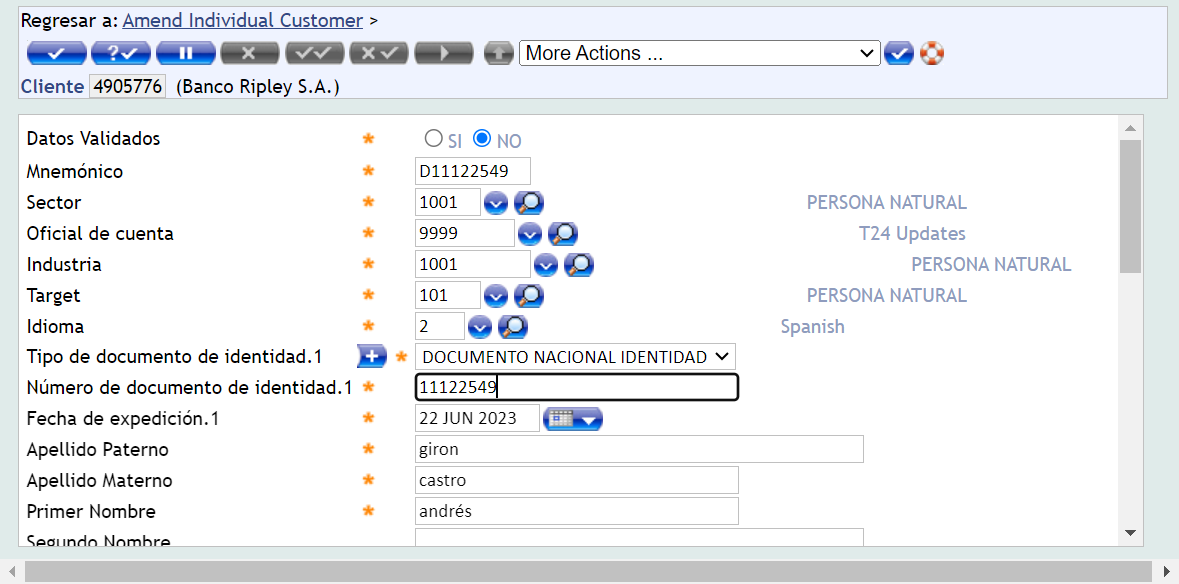 Regresar a: Amend Individual Customer >
More Actions ...
Cliente 4905776 (Banco Ripley S.A.)
Datos Validados * SI NO
Mnemónico * D11122549
Sector * 1001 PERSONA NATURAL
Oficial de cuenta * 9999 T24 Updates
Industria * 1001 PERSONA NATURAL
Target * 101 PERSONA NATURAL
Idioma * 2 Spanish
Tipo de documento de identidad.1 * DOCUMENTO NACIONAL IDENTIDAD
Número de documento de identidad.1 * 11122549
Fecha de expedición.1 * 22 JUN 2023
Apellido Paterno * giron
Apellido Materno * castro
Primer Nombre * andrés
Segundo Nombre